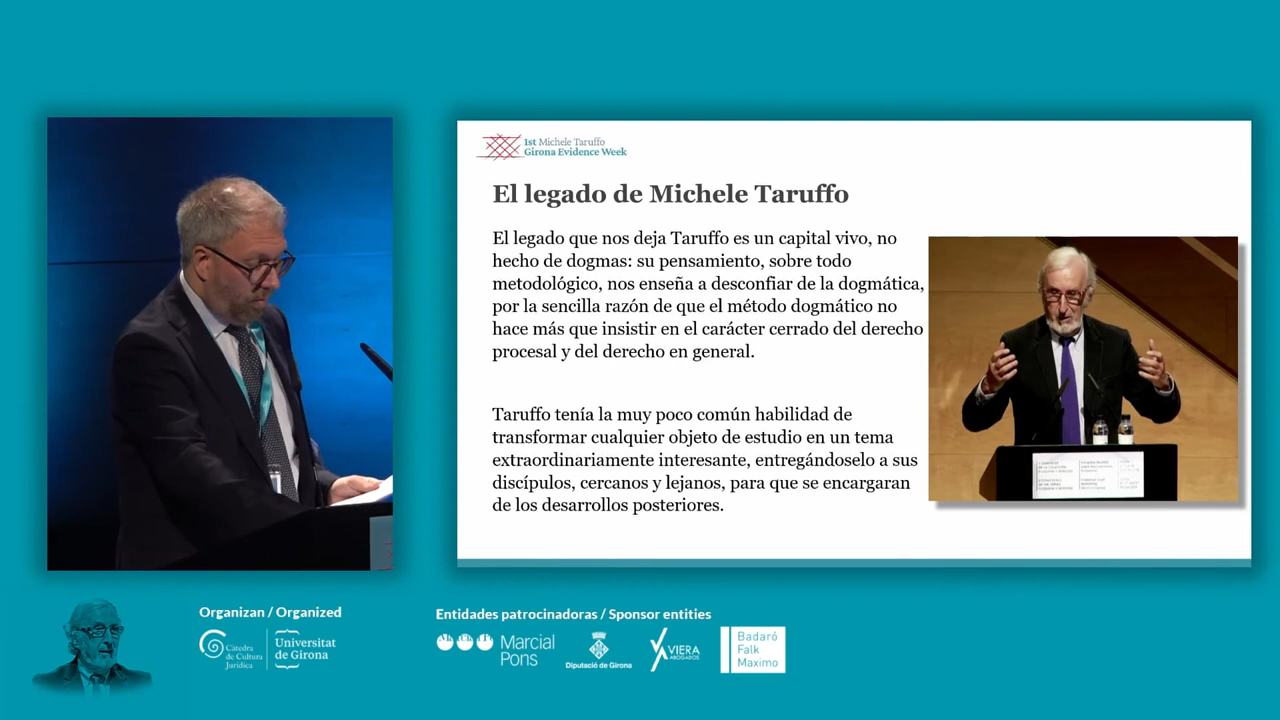 1st Michele Taruffo
Girona Evidence Week
El legado de Michele Taruffo
El legado que nos deja Taruffo es un capital vivo, no
hecho de dogmas: su pensamiento, sobre todo
metodológico, nos enseña a desconfiar de la dogmática,
por la sencilla razón de que el método dogmático no
hace más que insistir en el carácter cerrado del derecho
procesal y del derecho en general.
Taruffo tenía la muy poco común habilidad de
transformar cualquier objeto de estudio en un tema
extraordinariamente interesante, entregándoselo a sus
discípulos, cercanos y lejanos, para que se encargaran
de los desarrollos posteriores.
Organizan / Organized
Càtedra
de Cultura
Jurídica
Universitat
de Girona
Entidades patrocinadoras / Sponsor entities
Marcial
Pons
Diputació de Girona
VIERA
ABOGADOS
Badaró
Falk
Maximo